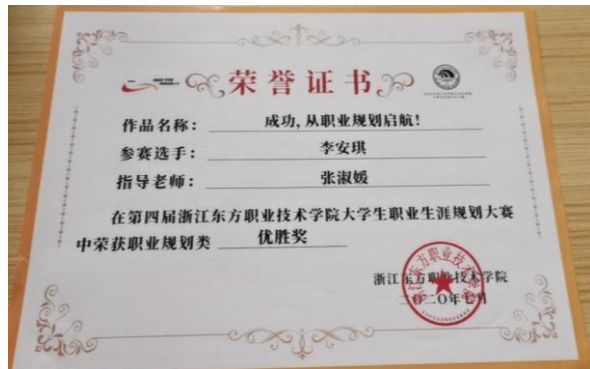 荣誉证书
作品名称：成功，从职业规划启航！
参赛选手：李安琪
指导老师：张淑媛
在第四届浙江东方职业技术学院大学生职业生涯规划大赛
中荣获职业规划类 优胜奖
浙江东方职业技术学院
二〇二〇年七月